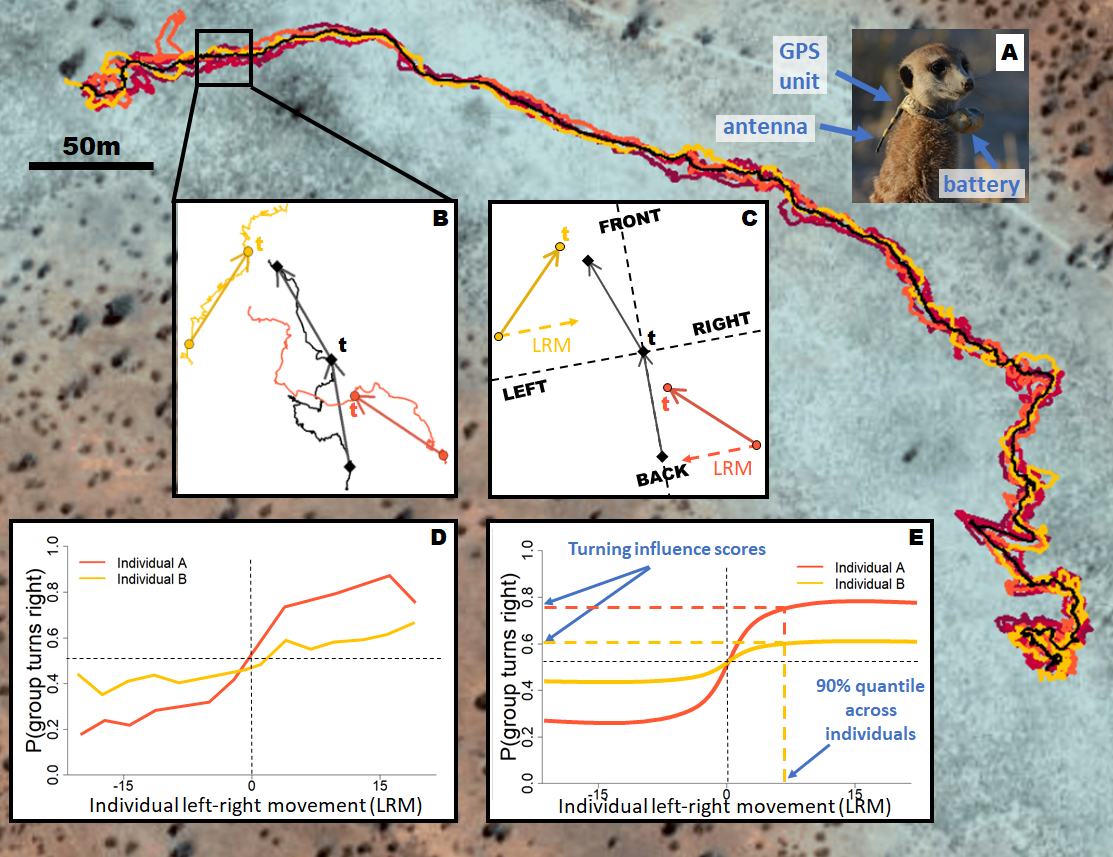 A
GPS
unit
antenna
battery
50m
B
t
t
t
C
FRONT
t
RIGHT
LRM
t
LEFT
t
BACK
LRM
D
Individual A
Individual B
P(group turns right)
0.0
0.2
0.4
0.6
0.8
1.0
-15
0
15
Individual left-right movement (LRM)
E
Turning influence scores
Individual A
Individual B
P(group turns right)
0.0
0.2
0.4
0.6
0.8
1.0
90% quantile
across
individuals
-15
0
15
Individual left-right movement (LRM)